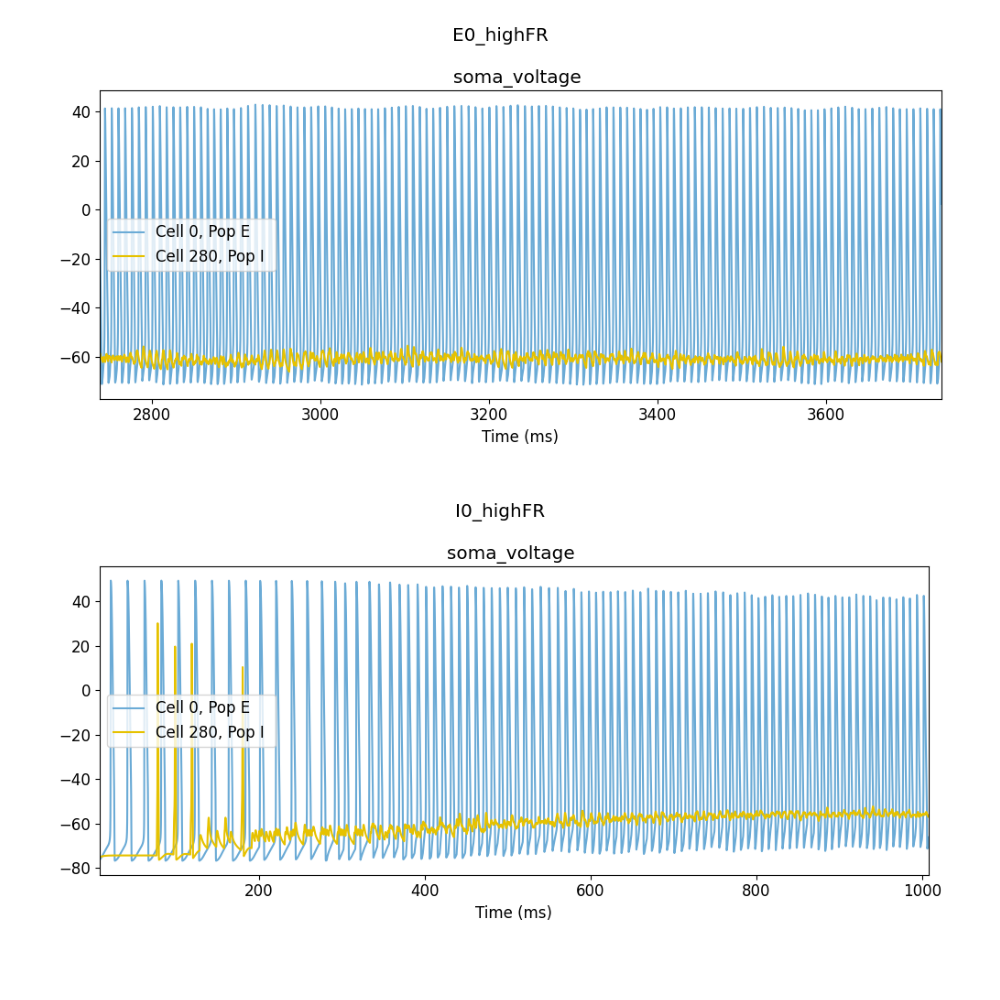 E0_highFR
soma_voltage
40
20
0
−20
−40
−60
Cell 0, Pop E
Cell 280, Pop I
2800 3000 3200 3400 3600
Time (ms)
I0_highFR
soma_voltage
40
20
0
−20
−40
−60
−80
Cell 0, Pop E
Cell 280, Pop I
200 400 600 800 1000
Time (ms)